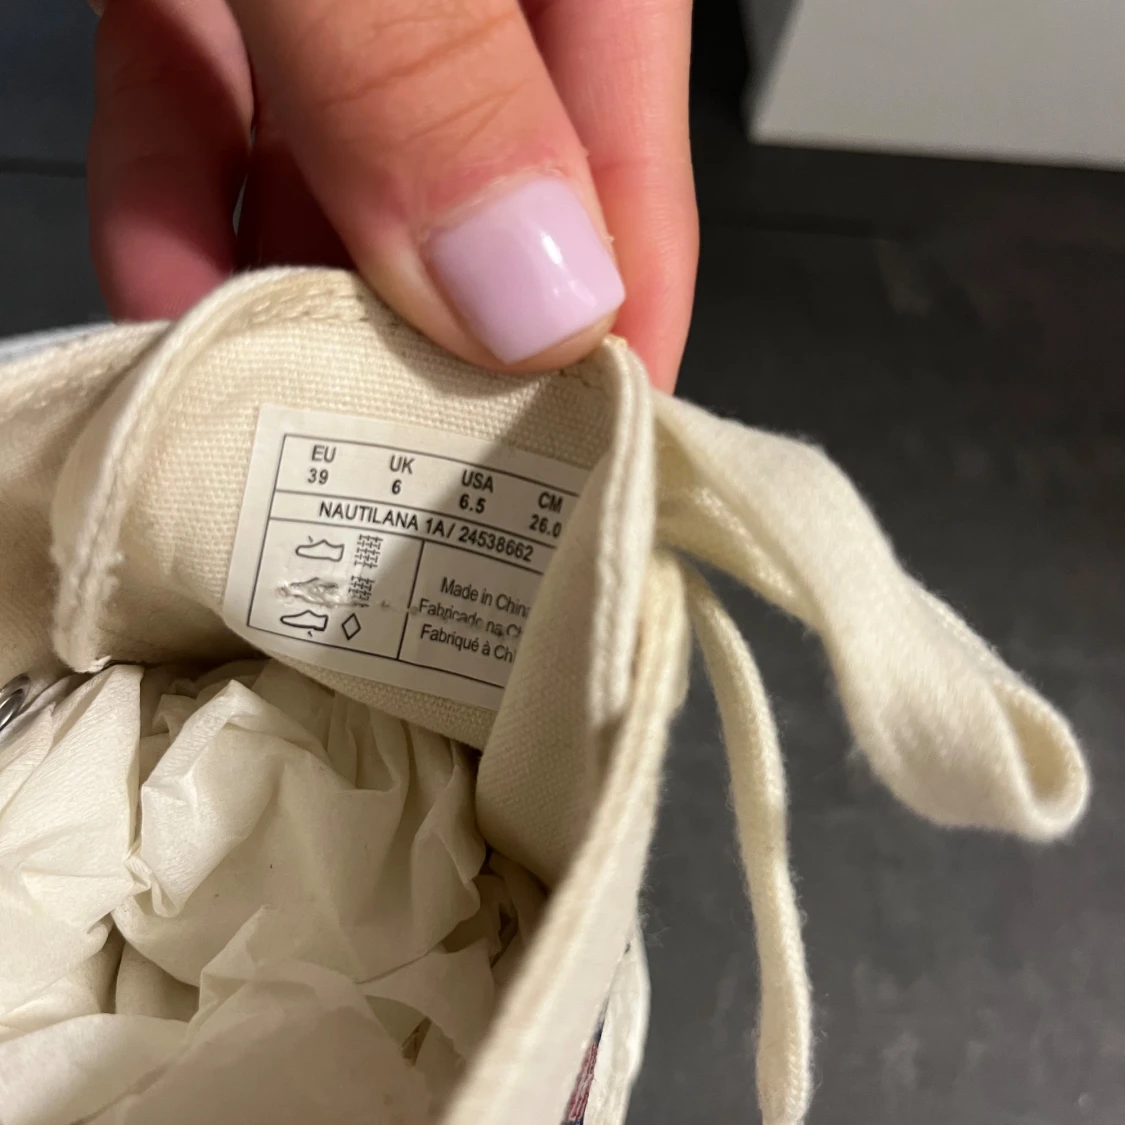 EU UK USA CM
39 6 6.5 26.0
NAUTILANA 1A / 24538662
Made in China
Fabricado na Ch
Fabriqué à Chi